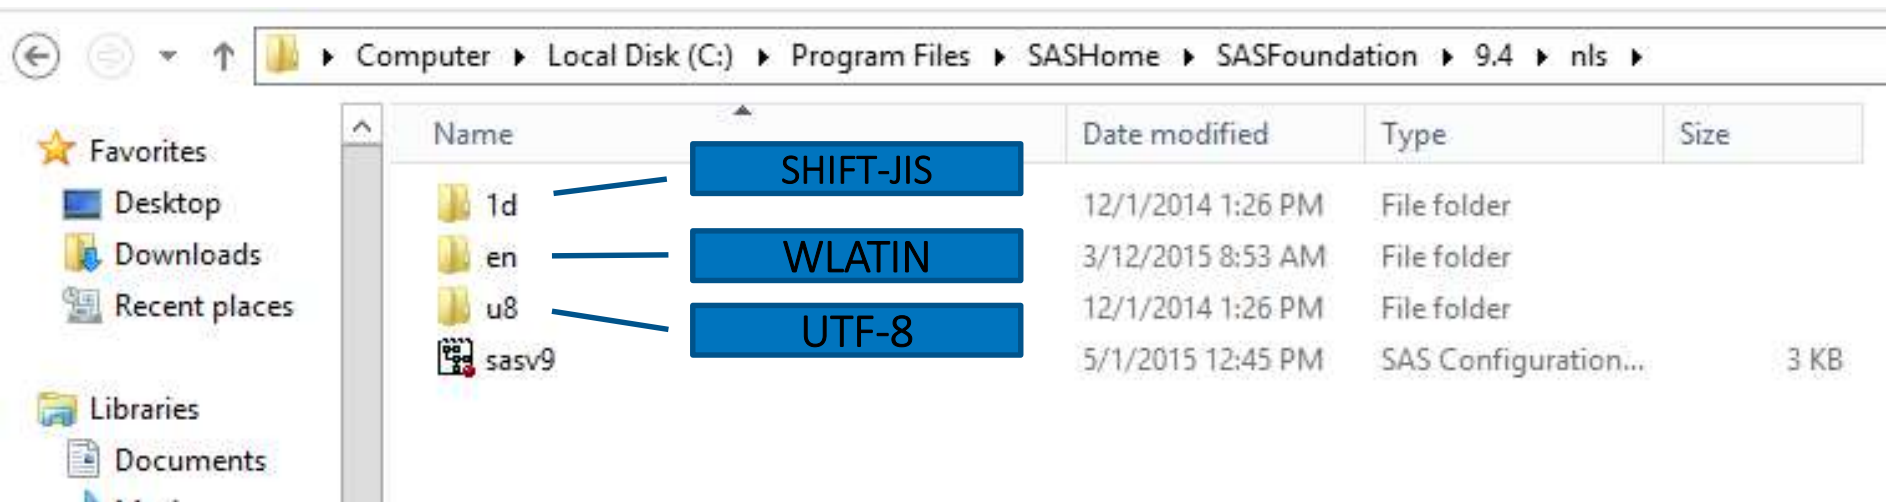 Computer Local Disk (C:) Program Files SASHome SASFoundation 9.4 nls
Name Date modified Type Size
Favorites
Desktop
Downloads
Recent places
Libraries
Documents
1d SHIFT-JIS 12/1/2014 1:26 PM File folder
en WLATIN 3/12/2015 8:53 AM File folder
u8 UTF-8 12/1/2014 1:26 PM File folder
sasv9 5/1/2015 12:45 PM SAS Configuration... 3 KB